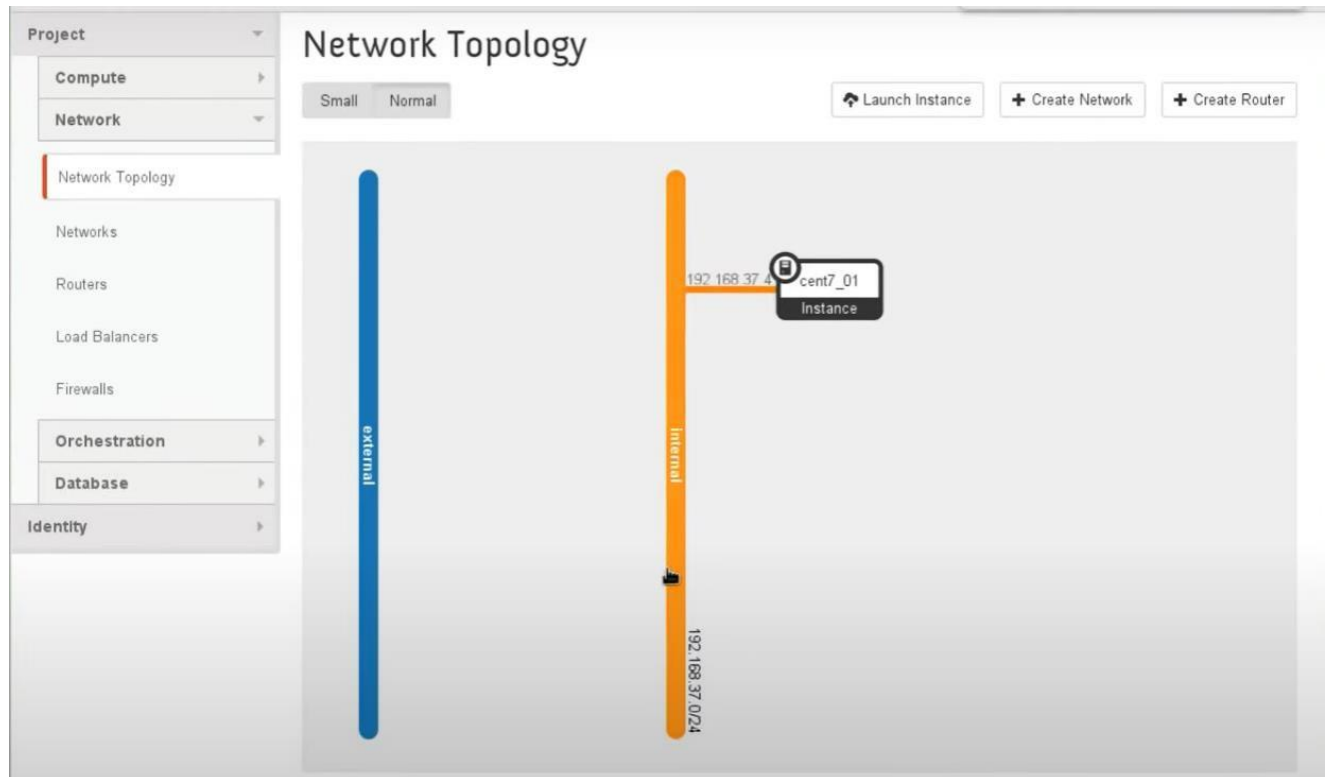 Project
Compute
Network
Network Topology
Networks
Routers
Load Balancers
Firewalls
Orchestration
Database
Identity
Network Topology
Small Normal
Launch Instance + Create Network + Create Router
192.168.37.4
cent7_01
Instance
external
internal
192.168.37.0/24